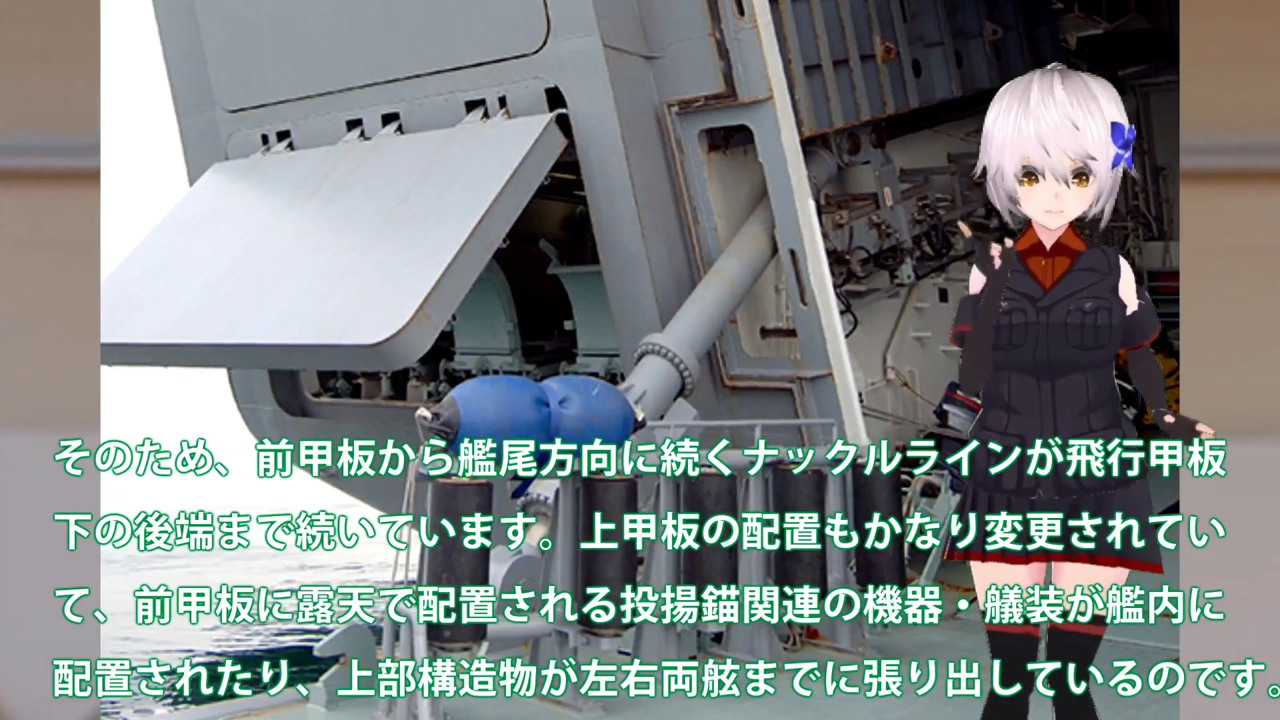 そのため、前甲板から艦尾方向に続くナックルラインが飛行甲板
下の後端まで続いています。上甲板の配置もかなり変更されてい
て、前甲板に露天で配置される投揚錨関連の機器・艤装が艦内に
配置されたり、上部構造物が左右両舷までに張り出しているのです。